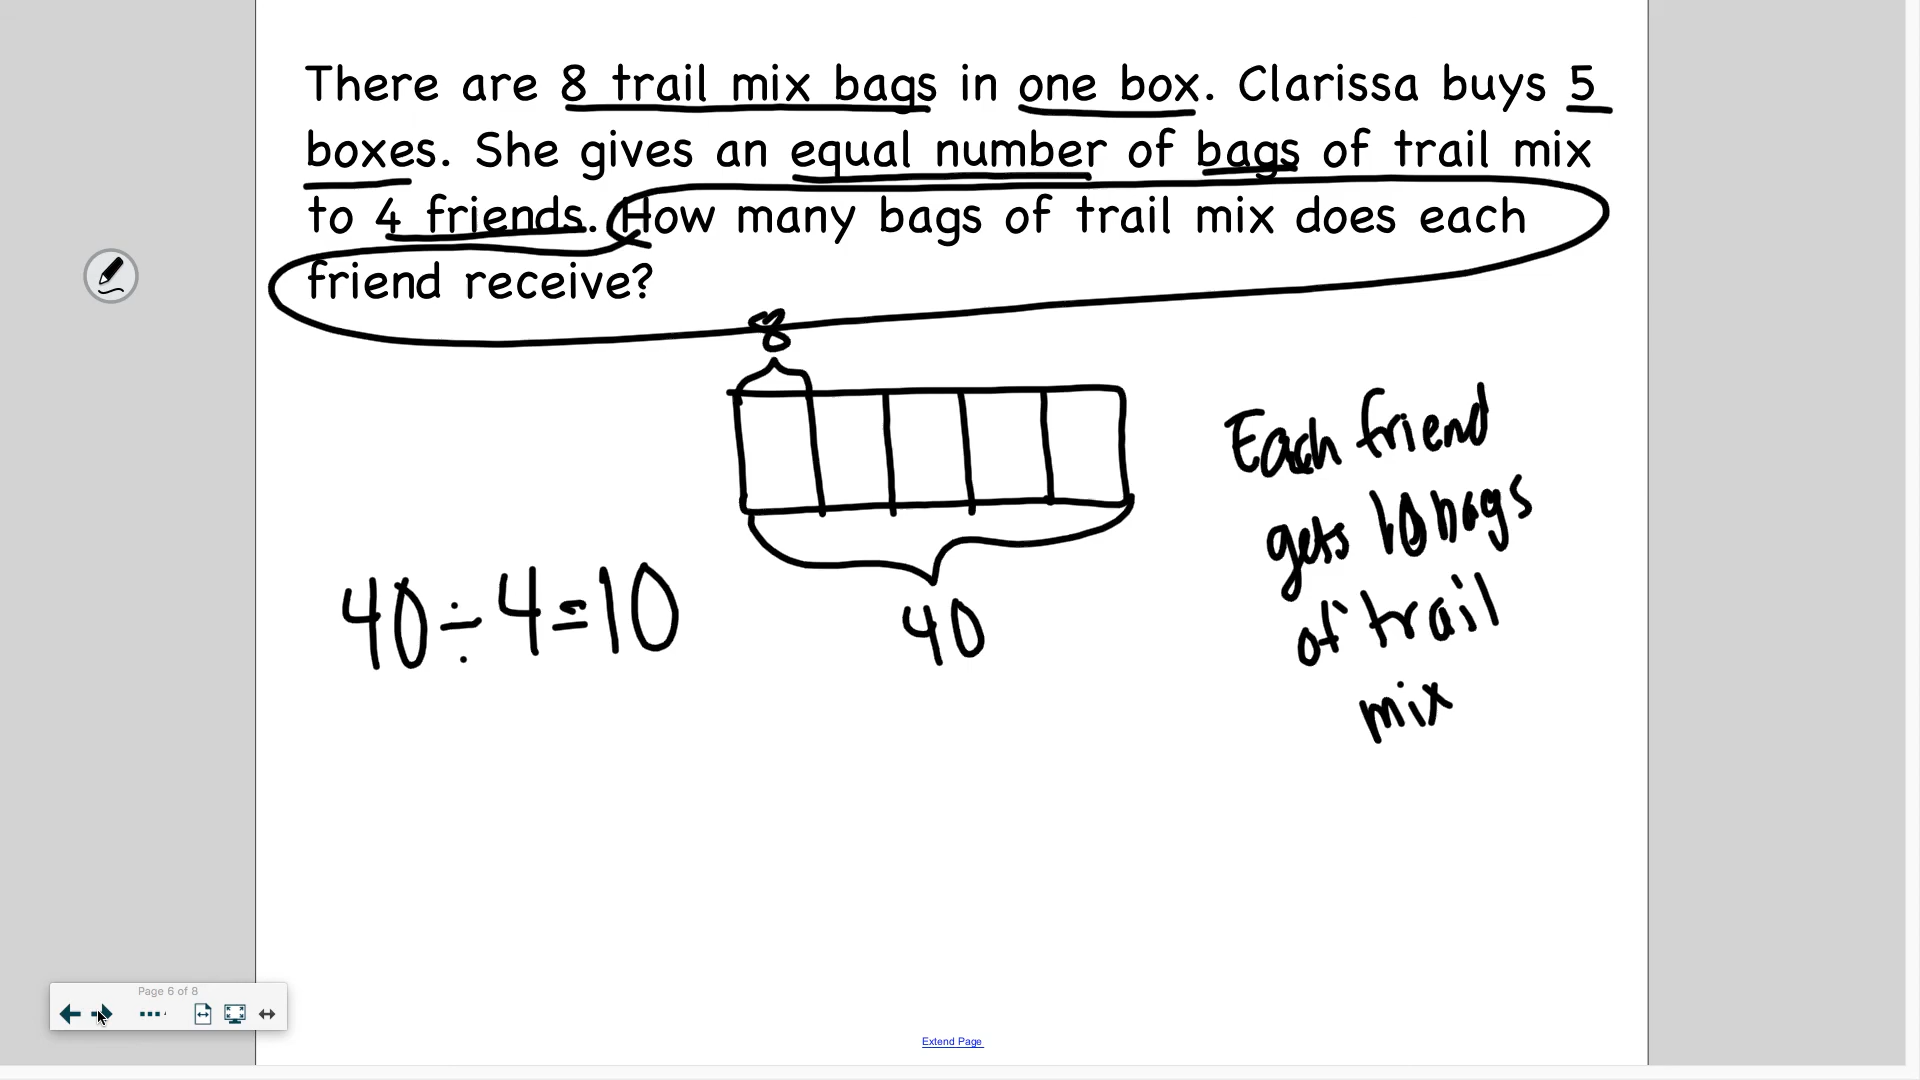 There are 8 trail mix bags in one box. Clarissa buys 5
boxes. She gives an equal number of bags of trail mix
to 4 friends. How many bags of trail mix does each
friend receive?
8
40
40 ÷ 4 = 10
Each friend
gets 10 bags
of trail
mix
Page 6 of 8
Extend Page